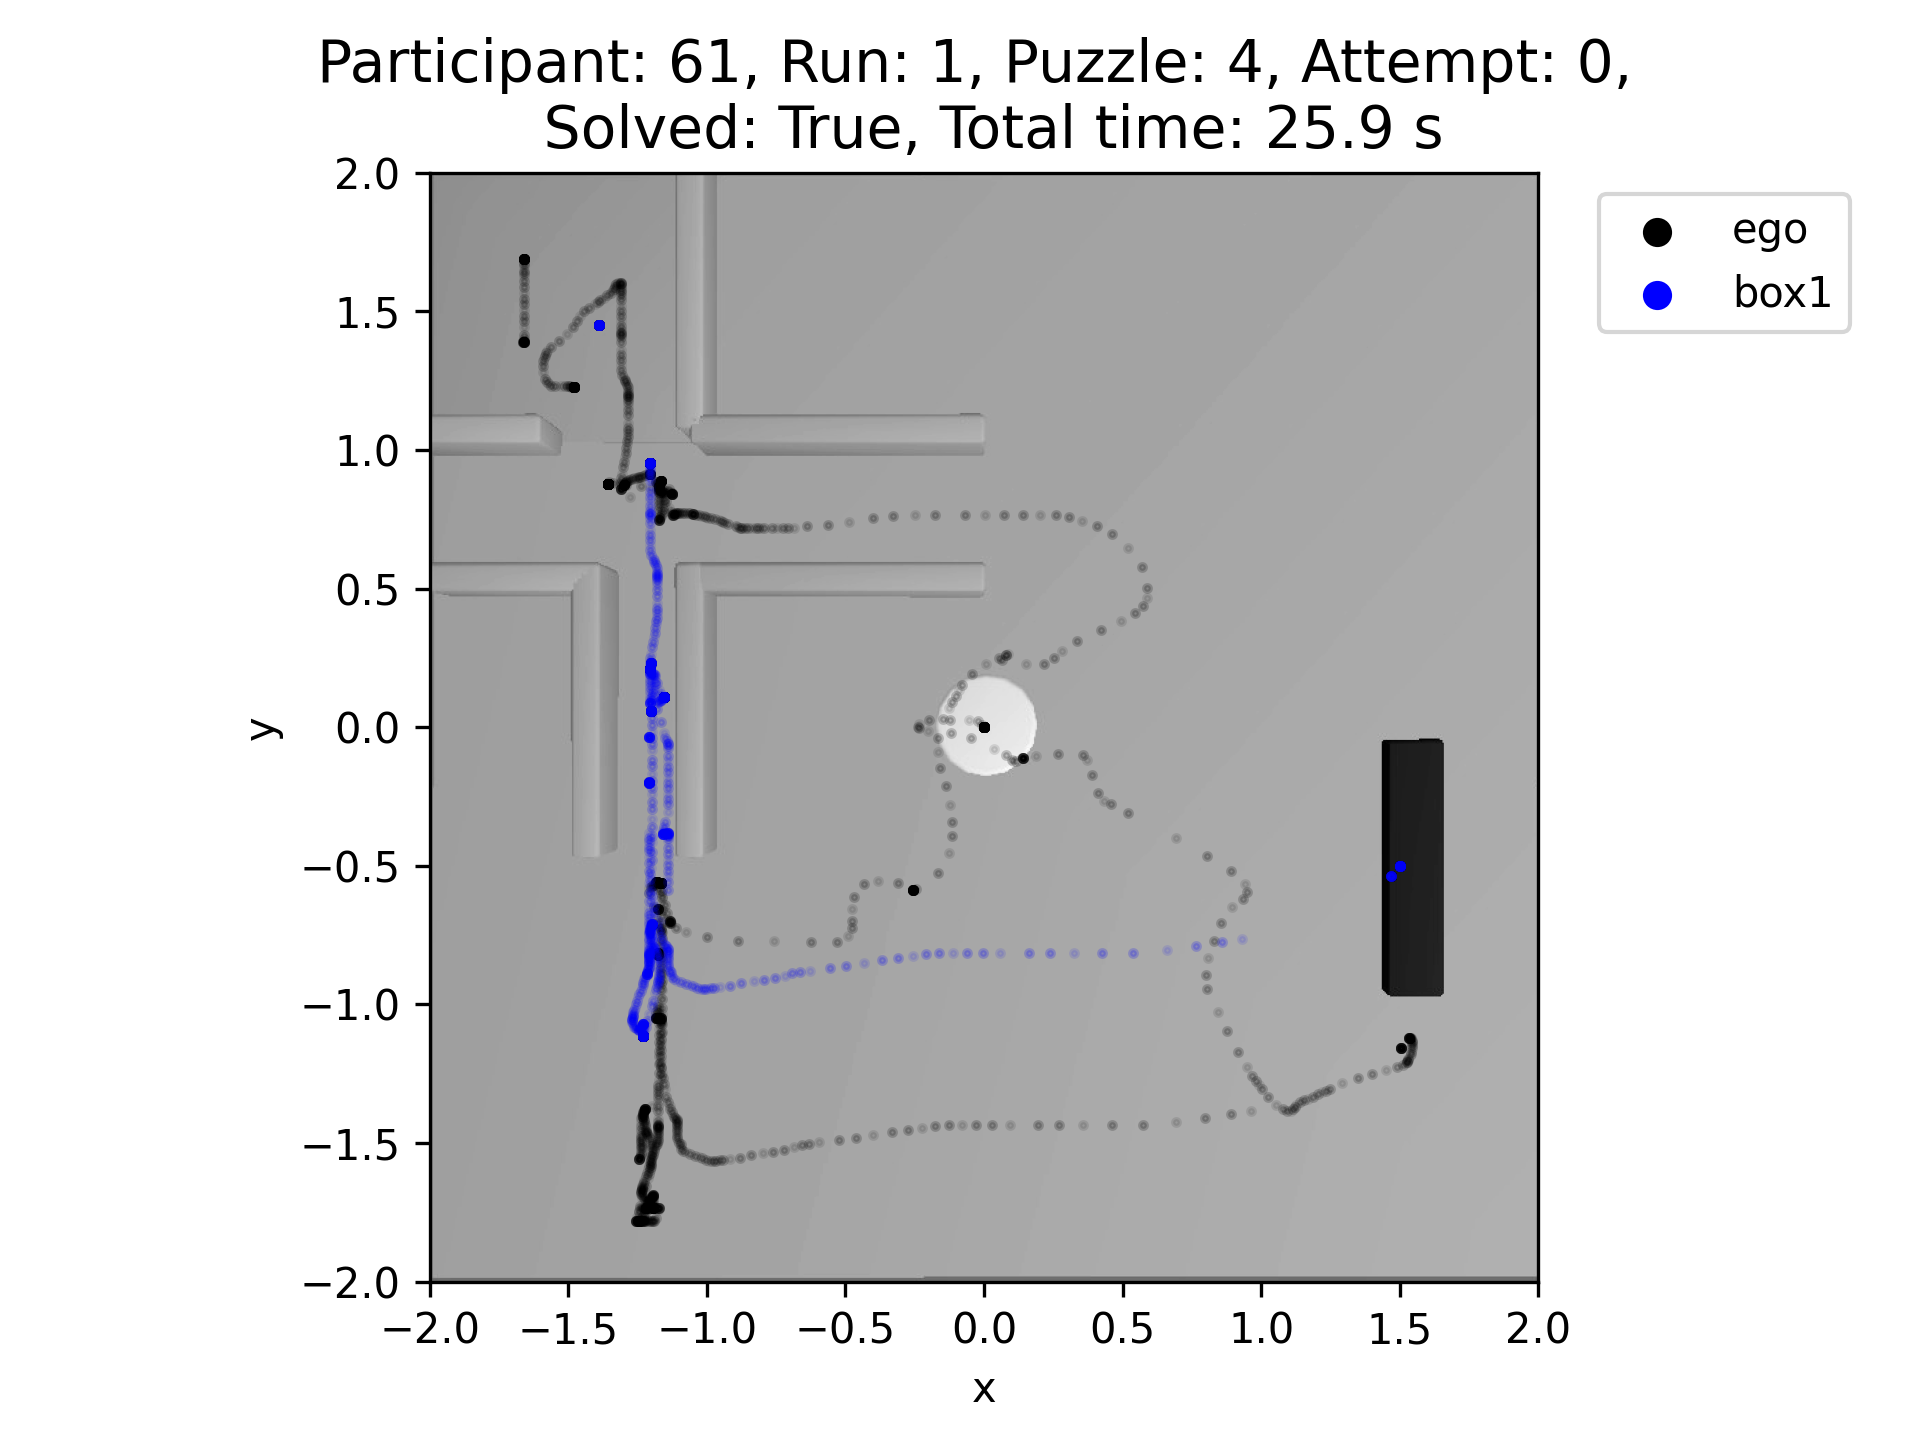 Participant: 61, Run: 1, Puzzle: 4, Attempt: 0,
Solved: True, Total time: 25.9 s
ego
box1
2.0
1.5
1.0
0.5
0.0
−0.5
−1.0
−1.5
−2.0
y
−2.0 −1.5 −1.0 −0.5 0.0 0.5 1.0 1.5 2.0
x